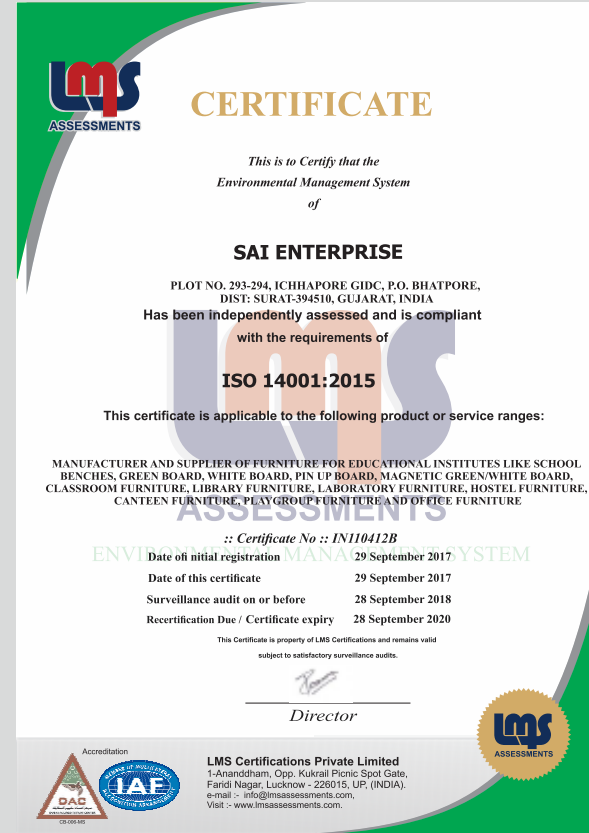 LMS
ASSESSMENTS
CERTIFICATE
This is to Certify that the
Environmental Management System
of
SAI ENTERPRISE
PLOT NO. 293-294, ICHHAPORE GIDC, P.O. BHATPORE,
DIST: SURAT-394510, GUJARAT, INDIA
Has been independently assessed and is compliant
with the requirements of
LMS
ISO 14001:2015
This certificate is applicable to the following product or service ranges:
MANUFACTURER AND SUPPLIER OF FURNITURE FOR EDUCATIONAL INSTITUTES LIKE SCHOOL
BENCHES, GREEN BOARD, WHITE BOARD, PIN UP BOARD, MAGNETIC GREEN/WHITE BOARD,
CLASSROOM FURNITURE, LIBRARY FURNITURE, LABORATORY FURNITURE, HOSTEL FURNITURE,
CANTEEN FURNITURE, PLAYGROUP FURNITURE AND OFFICE FURNITURE
ASSESSMENTS
:: Certificate No :: IN110412B
ENVIRONMENTAL MANAGEMENT SYSTEM
Date ofi nitial registration 29 September 2017
Date of this certificate 29 September 2017
Surveillance audit on or before 28 September 2018
Recertification Due / Certificate expiry 28 September 2020
This Certificate is property of LMS Certifications and remains valid
subject to satisfactory surveillance audits.
Director
LMS
ASSESSMENTS
Accreditation
DAC
CB-096-MS
MEMBER OF MULTILATERAL
IAF
RECOGNITION ARRANGEMENT
LMS Certifications Private Limited
1-Ananddham, Opp. Kukrail Picnic Spot Gate,
Faridi Nagar, Lucknow - 226015, UP, (INDIA).
e-mail :- info@lmsassessments.com,
Visit :- www.lmsassessments.com.